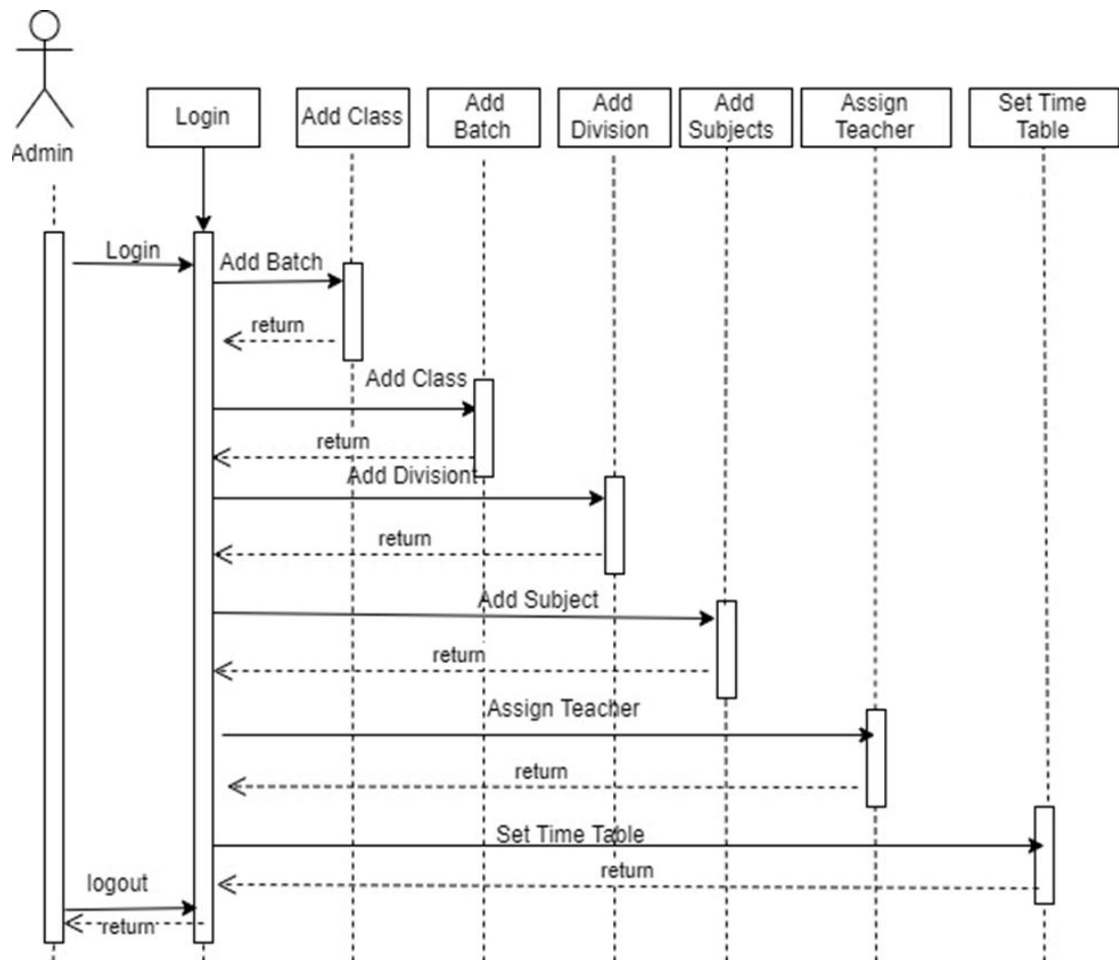 Admin
Login
Add Class
Add
Batch
Add
Division
Add
Subjects
Assign
Teacher
Set Time
Table
Login
Add Batch
return
Add Class
return
Add Divisiont
return
Add Subject
return
Assign Teacher
return
Set Time Table
return
logout
return